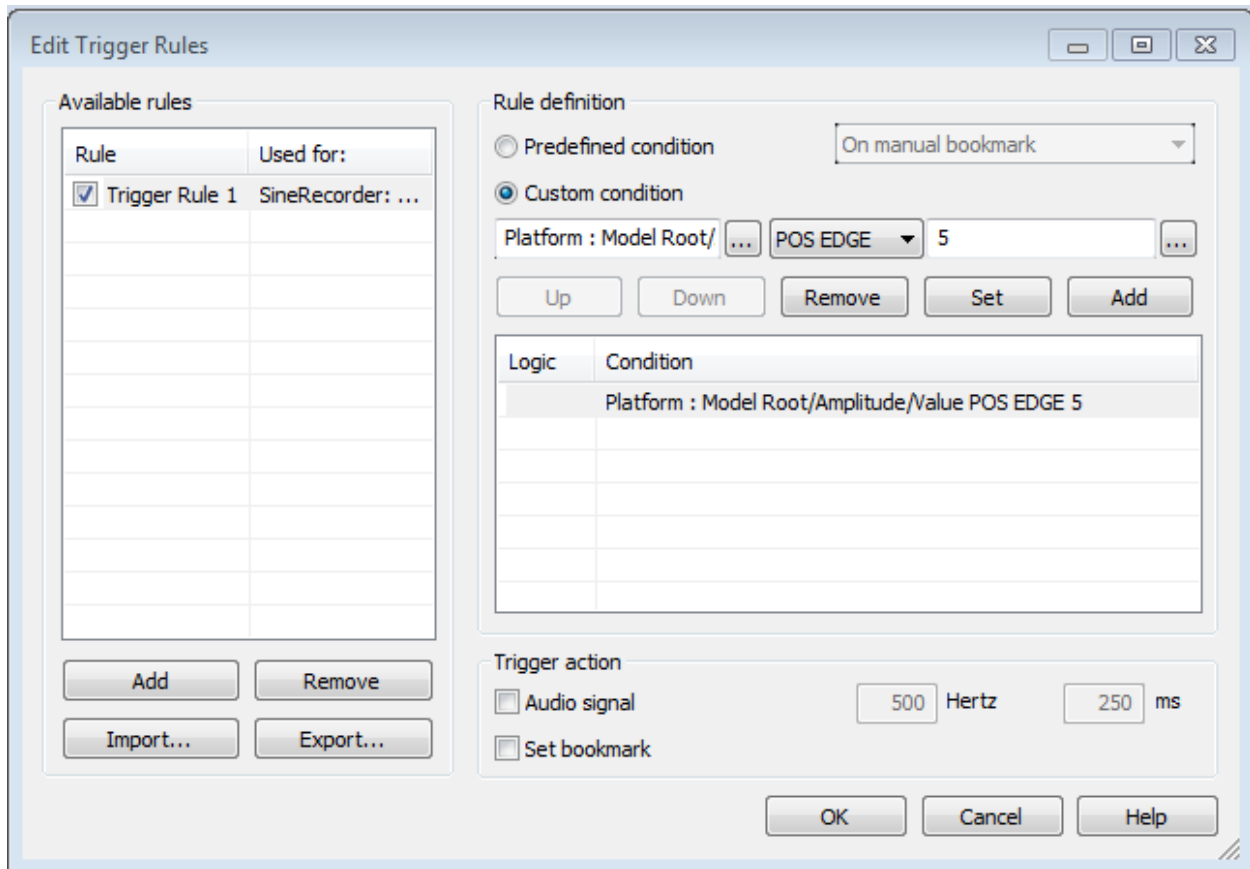 Edit Trigger Rules
Available rules
Rule Used for:
Trigger Rule 1 SineRecorder: ...
Add Remove
Import... Export...
Rule definition
Predefined condition On manual bookmark
Custom condition
Platform : Model Root/ ... POS EDGE 5 ...
Up Down Remove Set Add
Logic Condition
Platform : Model Root/Amplitude/Value POS EDGE 5
Trigger action
Audio signal 500 Hertz 250 ms
Set bookmark
OK Cancel Help